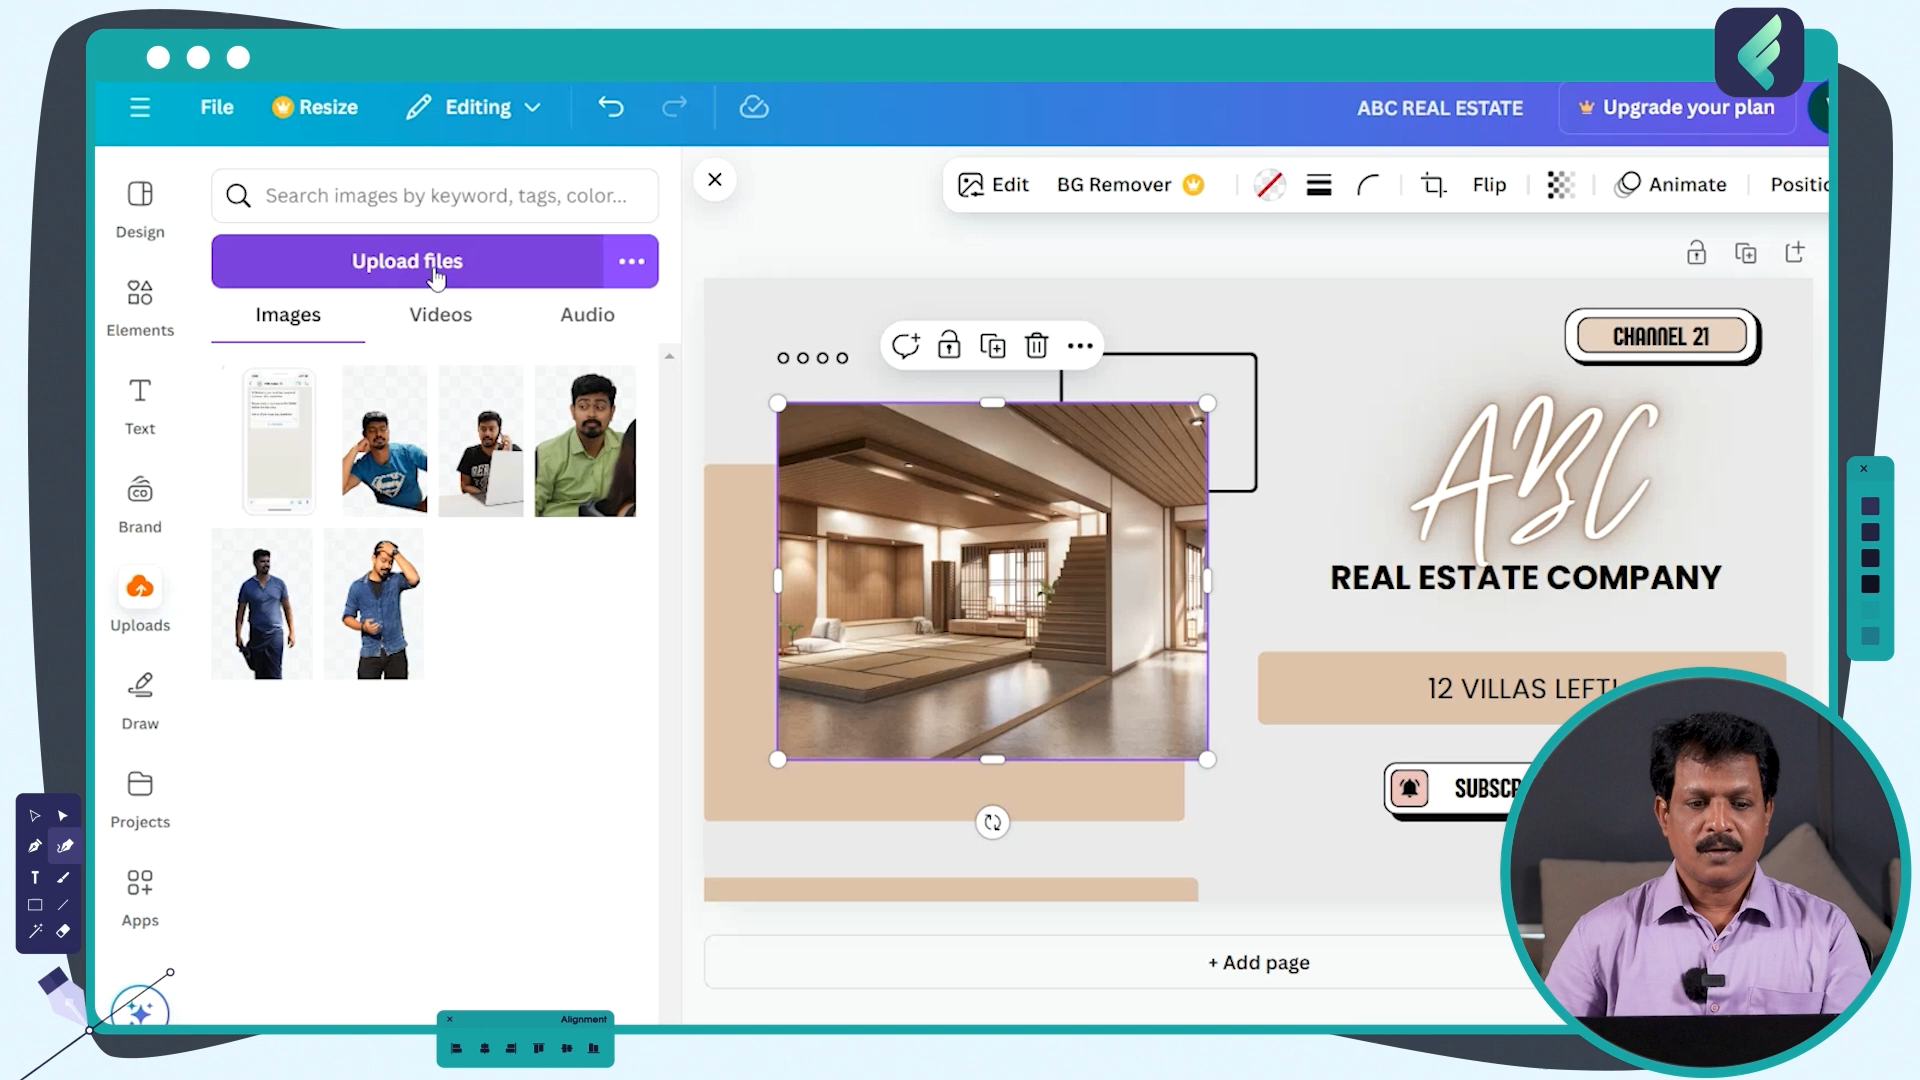 File
Resize
Editing
ABC REAL ESTATE
Upgrade your plan
Design
Elements
Text
Brand
Uploads
Draw
Projects
Apps
Search images by keyword, tags, color...
Upload files
Images
Videos
Audio
Edit
BG Remover
Flip
Animate
Positio
CHANNEL 21
ABC
REAL ESTATE COMPANY
12 VILLAS LEFT!
SUBSCR
+ Add page
Alignment